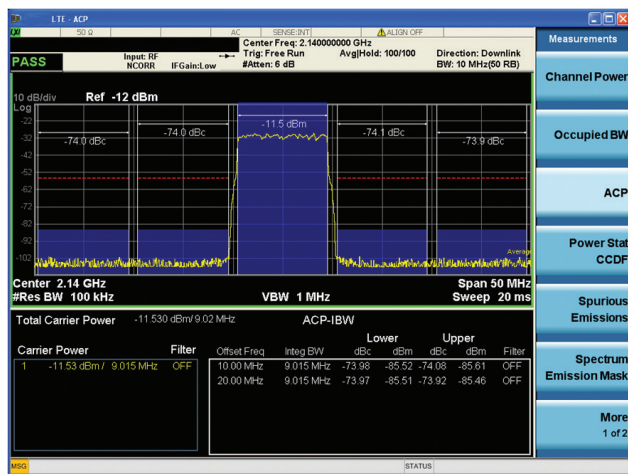 LTE - ACP
50 Ω AC SENSE:INT ALIGN OFF
Center Freq: 2.140000000 GHz
PASS Input: RF Trig: Free Run Avg|Hold: 100/100 Direction: Downlink
NCORR IFGain:Low #Atten: 6 dB BW: 10 MHz(50 RB)
10 dB/div Ref -12 dBm
Log
-22
-32
-42
-52
-62
-72
-82
-92
-102
-74.0 dBc
-74.0 dBc
-11.5 dBm
-74.1 dBc
-73.9 dBc
Average
Center 2.14 GHz Span 50 MHz
#Res BW 100 kHz VBW 1 MHz Sweep 20 ms
Total Carrier Power -11.530 dBm/ 9.02 MHz ACP-IBW
Lower Upper
Carrier Power Filter Offset Freq Integ BW dBc dBm dBc dBm Filter
1 -11.53 dBm / 9.015 MHz OFF 10.00 MHz 9.015 MHz -73.98 -85.52 -74.08 -85.61 OFF
20.00 MHz 9.015 MHz -73.97 -85.51 -73.92 -85.46 OFF
MSG STATUS
Measurements
Channel Power
Occupied BW
ACP
Power Stat
CCDF
Spurious
Emissions
Spectrum
Emission Mask
More
1 of 2